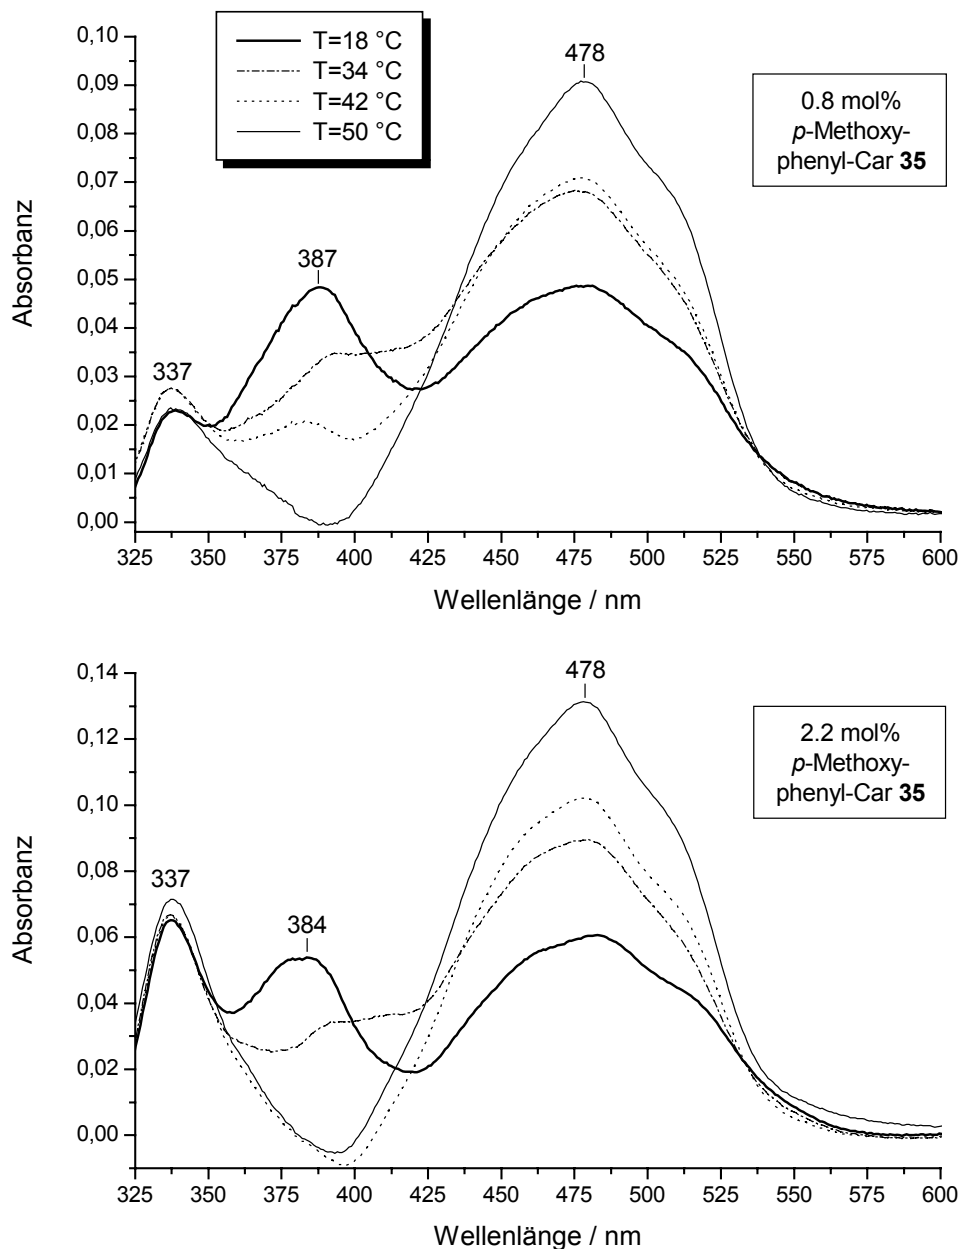 T=18 °C
T=34 °C
T=42 °C
T=50 °C
0.8 mol%
p-Methoxy-
phenyl-Car 35
478
387
337
0,10
0,09
0,08
0,07
0,06
0,05
0,04
0,03
0,02
0,01
0,00
Absorbanz
325 350 375 400 425 450 475 500 525 550 575 600
Wellenlänge / nm
2.2 mol%
p-Methoxy-
phenyl-Car 35
478
384
337
0,14
0,12
0,10
0,08
0,06
0,04
0,02
0,00
Absorbanz
325 350 375 400 425 450 475 500 525 550 575 600
Wellenlänge / nm